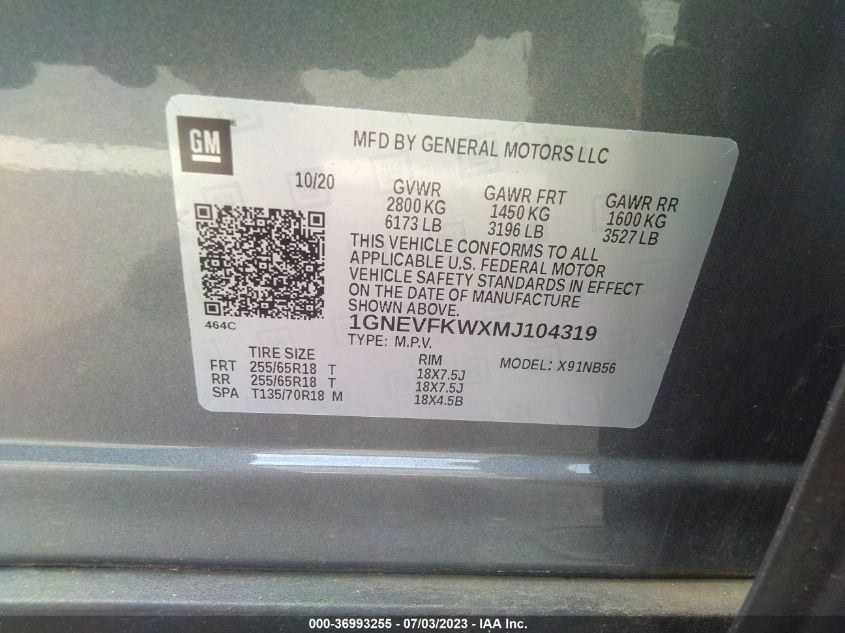 GM
MFD BY GENERAL MOTORS LLC
10/20
GVWR GAWR FRT GAWR RR
2800 KG 1450 KG 1600 KG
6173 LB 3196 LB 3527 LB
THIS VEHICLE CONFORMS TO ALL
APPLICABLE U.S. FEDERAL MOTOR
VEHICLE SAFETY STANDARDS IN EFFECT
ON THE DATE OF MANUFACTURE
SHOWN ABOVE.
464C
1GNEVFKWXMJ104319
TYPE: M.P.V. MODEL: X91NB56
TIRE SIZE RIM
FRT 255/65R18 T 18X7.5J
RR 255/65R18 T 18X7.5J
SPA T135/70R18 M 18X4.5B
000-36993255 - 07/03/2023 - IAA Inc.